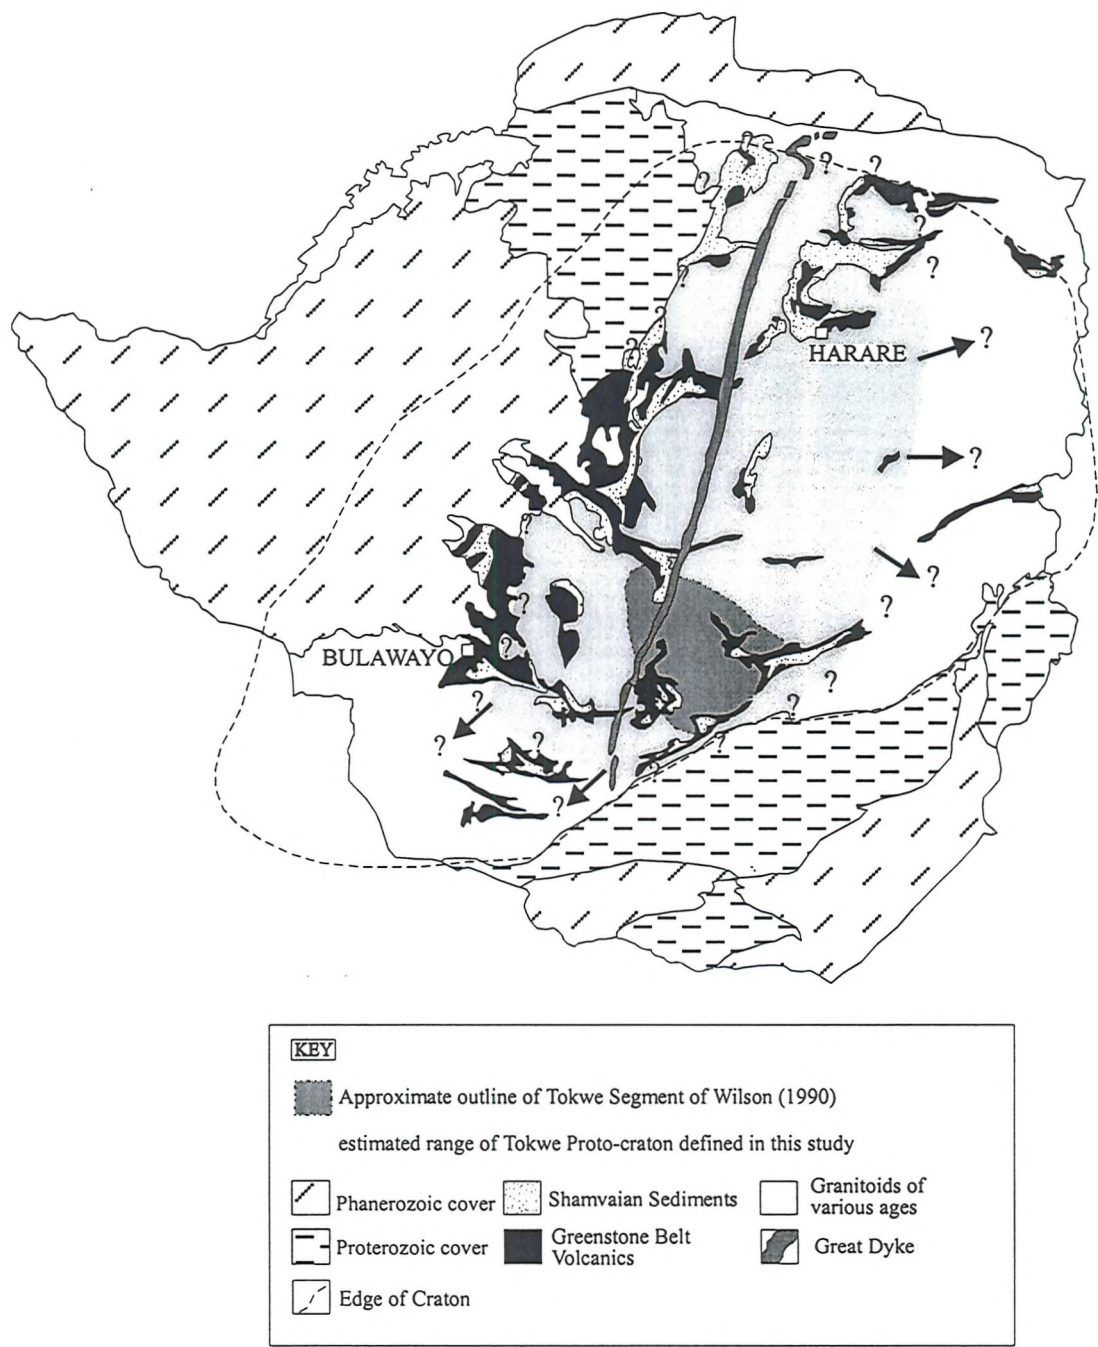 ?
?
?
?
?
?
?
?
?
HARARE
?
?
?
?
?
?
BULAWAYO
?
?
?
?
?
?
?
?
?
KEY
Approximate outline of Tokwe Segment of Wilson (1990)
estimated range of Tokwe Proto-craton defined in this study
Phanerozoic cover
Shamvaian Sediments
Granitoids of
various ages
Proterozoic cover
Greenstone Belt
Volcanics
Great Dyke
Edge of Craton